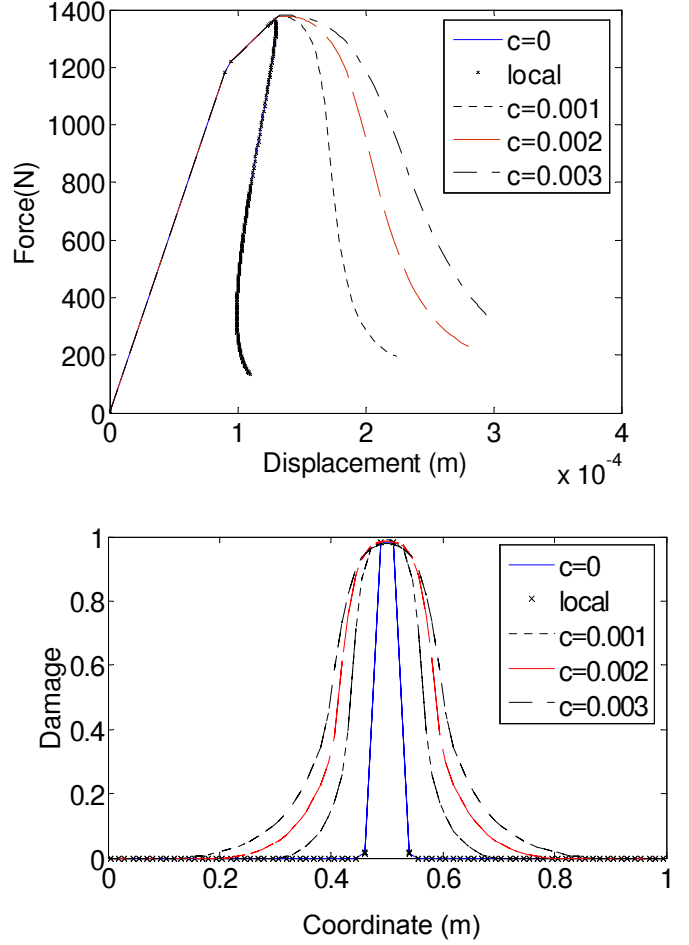 1400
1200
1000
800
600
400
200
0
Force(N)
0
1
2
3
4
Displacement (m)
x 10⁻⁴
c=0
local
c=0.001
c=0.002
c=0.003
1
0.8
0.6
0.4
0.2
0
Damage
0
0.2
0.4
0.6
0.8
1
Coordinate (m)
c=0
local
c=0.001
c=0.002
c=0.003